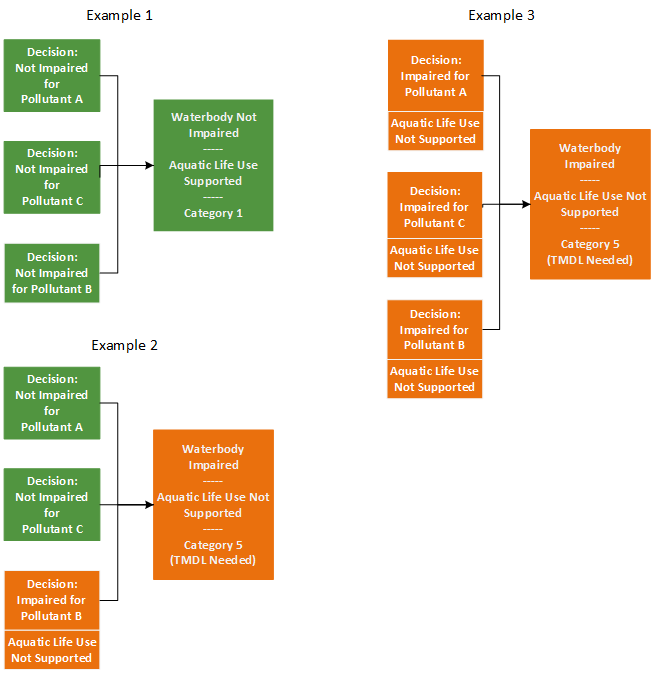 Example 1
Decision:
Not Impaired
for
Pollutant A
Decision:
Not Impaired
for
Pollutant C
Decision:
Not Impaired
for Pollutant B
Waterbody Not
Impaired
-----
Aquatic Life Use
Supported
-----
Category 1
Example 2
Decision:
Not Impaired
for
Pollutant A
Decision:
Not Impaired
for
Pollutant C
Decision:
Impaired for
Pollutant B
Aquatic Life Use
Not Supported
Waterbody
Impaired
-----
Aquatic Life Use Not
Supported
-----
Category 5
(TMDL Needed)
Example 3
Decision:
Impaired for
Pollutant A
Aquatic Life Use
Not Supported
Decision:
Impaired for
Pollutant C
Aquatic Life Use
Not Supported
Decision:
Impaired for
Pollutant B
Aquatic Life Use
Not Supported
Waterbody
Impaired
-----
Aquatic Life Use Not
Supported
-----
Category 5
(TMDL Needed)